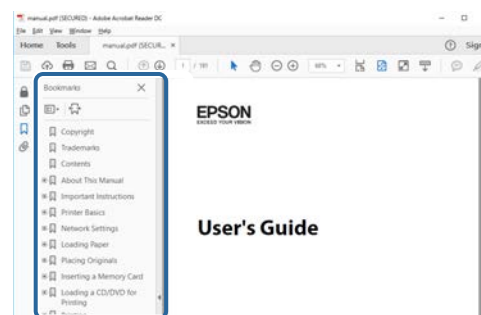 manual.pdf (SECURED) - Adobe Acrobat Reader DC
File Edit View Window Help
Home Tools manual.pdf (SECUR... × Sign
1 / 191
Bookmarks ×
EPSON
EXCEED YOUR VISION
Copyright
Trademarks
Contents
About This Manual
Important Instructions
Printer Basics
Network Settings
User's Guide
Loading Paper
Placing Originals
Inserting a Memory Card
Loading a CD/DVD for
Printing